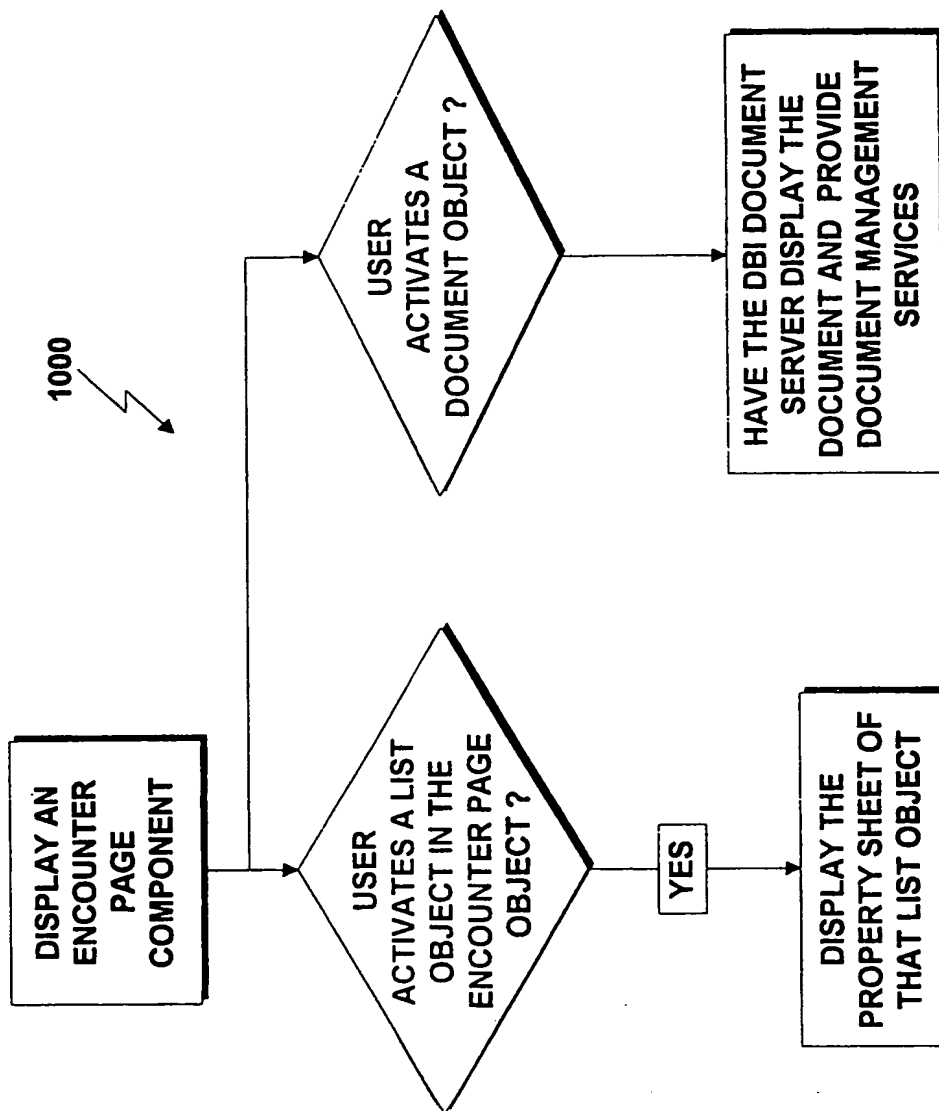 1000
DISPLAY AN
ENCOUNTER
PAGE
COMPONENT
USER
ACTIVATES A LIST
OBJECT IN THE
ENCOUNTER PAGE
OBJECT ?
YES
DISPLAY THE
PROPERTY SHEET OF
THAT LIST OBJECT
USER
ACTIVATES A
DOCUMENT OBJECT ?
HAVE THE DBI DOCUMENT
SERVER DISPLAY THE
DOCUMENT AND PROVIDE
DOCUMENT MANAGEMENT
SERVICES